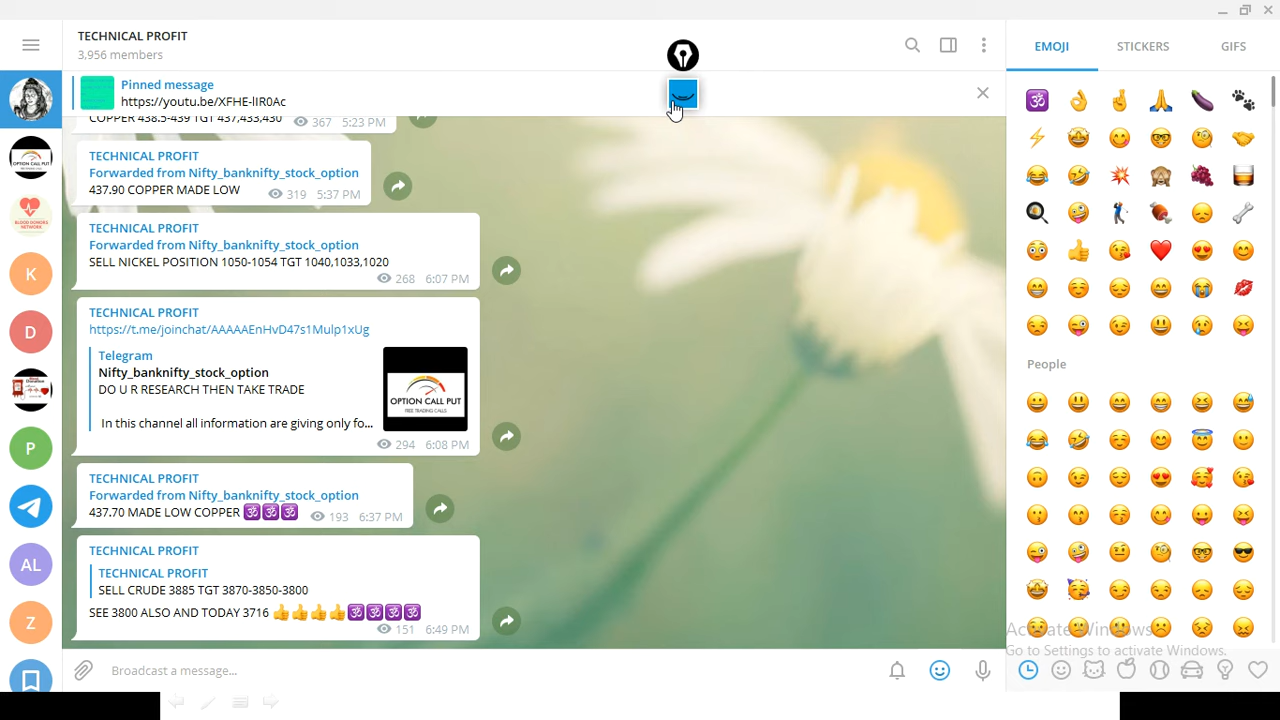 TECHNICAL PROFIT
3,956 members
EMOJI STICKERS GIFS
Pinned message
https://youtu.be/XFHE-lIR0Ac
COPPER 438.5-439 TGT 437,433,430 367 5:23 PM
TECHNICAL PROFIT
Forwarded from Nifty_banknifty_stock_option
437.90 COPPER MADE LOW 319 5:37 PM
TECHNICAL PROFIT
Forwarded from Nifty_banknifty_stock_option
SELL NICKEL POSITION 1050-1054 TGT 1040,1033,1020
268 6:07 PM
TECHNICAL PROFIT
https://t.me/joinchat/AAAAAEnHvD47s1Mulp1xUg
Telegram
Nifty_banknifty_stock_option
DO U R RESEARCH THEN TAKE TRADE
In this channel all information are giving only fo...
OPTION CALL PUT
FREE TRADING CALLS
294 6:08 PM
TECHNICAL PROFIT
Forwarded from Nifty_banknifty_stock_option
437.70 MADE LOW COPPER 🕉🕉🕉 193 6:37 PM
TECHNICAL PROFIT
TECHNICAL PROFIT
SELL CRUDE 3885 TGT 3870-3850-3800
SEE 3800 ALSO AND TODAY 3716 👍👍👍👍🕉🕉🕉🕉
151 6:49 PM
Broadcast a message...
K
D
P
AL
Z
People
Activate Windows
Go to Settings to activate Windows.